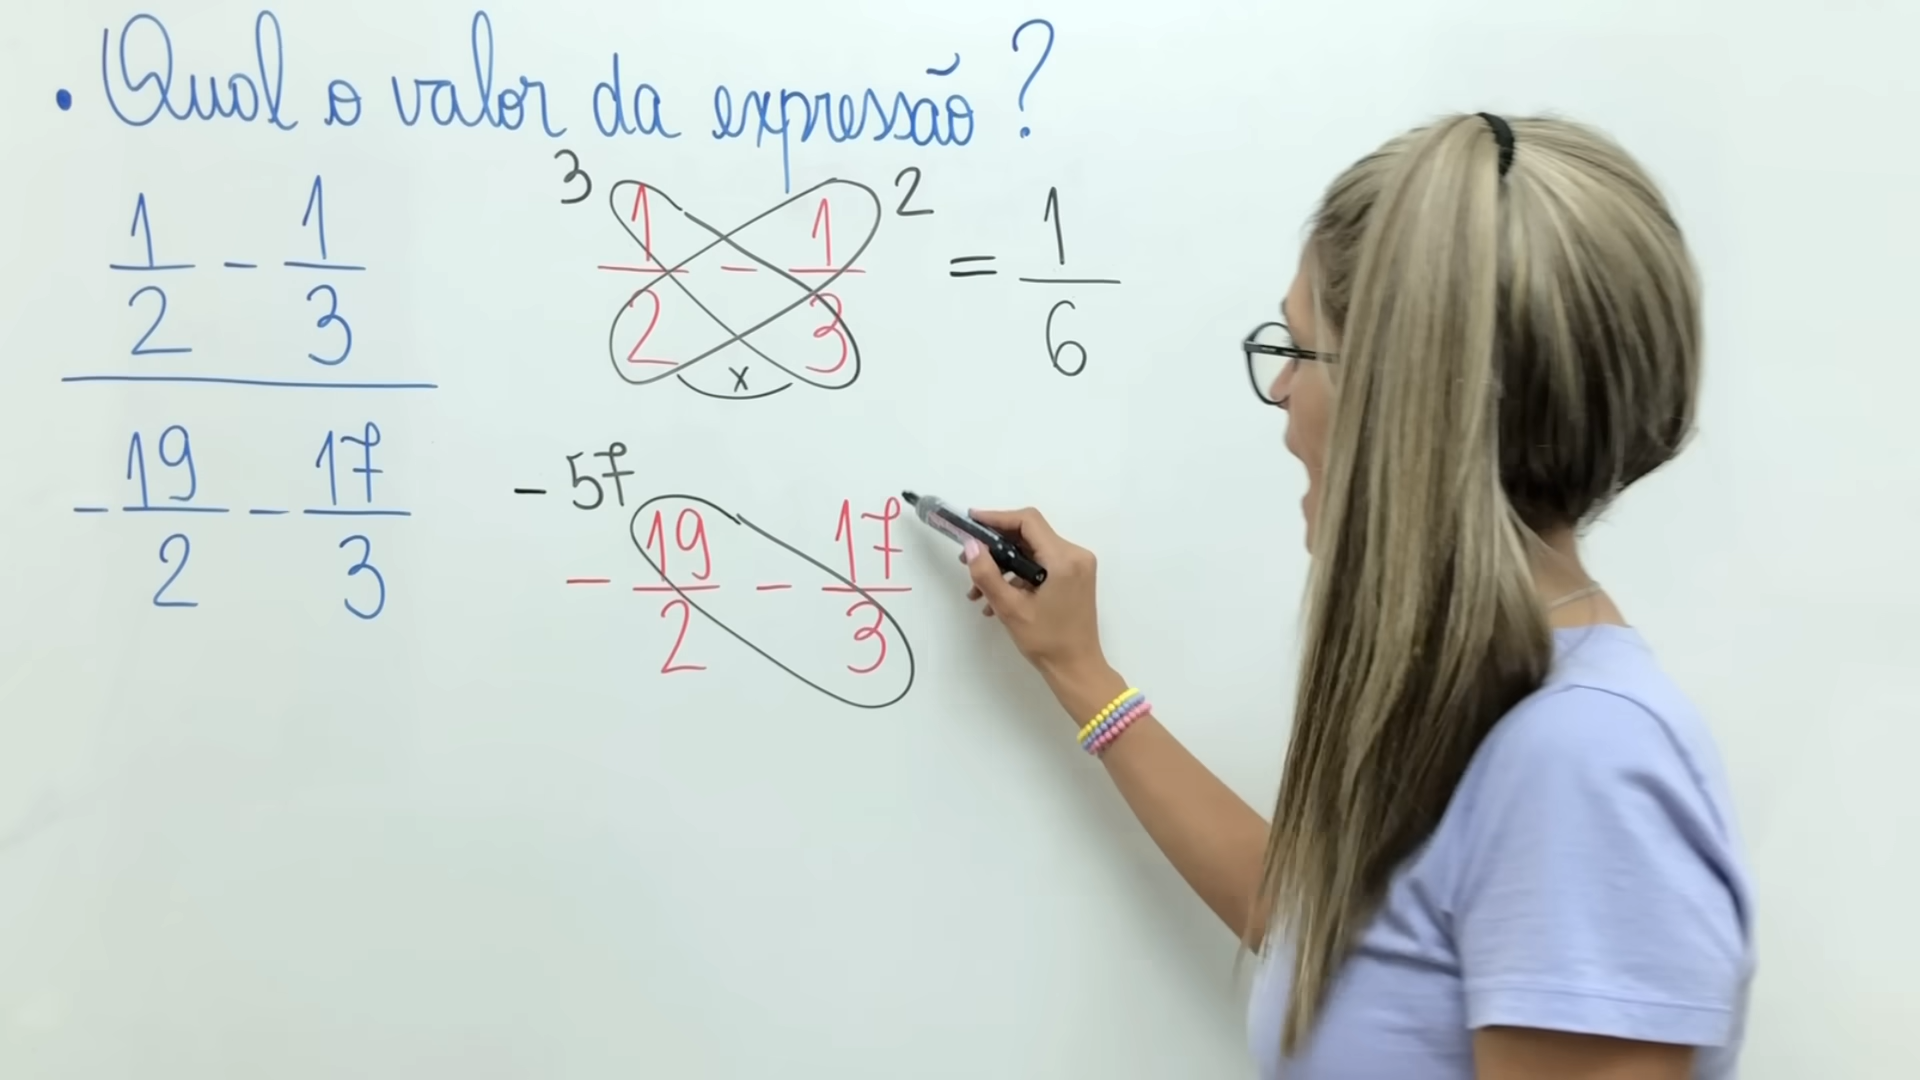 • Qual o valor da expressão?
1/2 - 1/3
-19/2 - 17/3
3 1/2 - 1/3 2 = 1/6
x
-57
-19/2 - 17/3